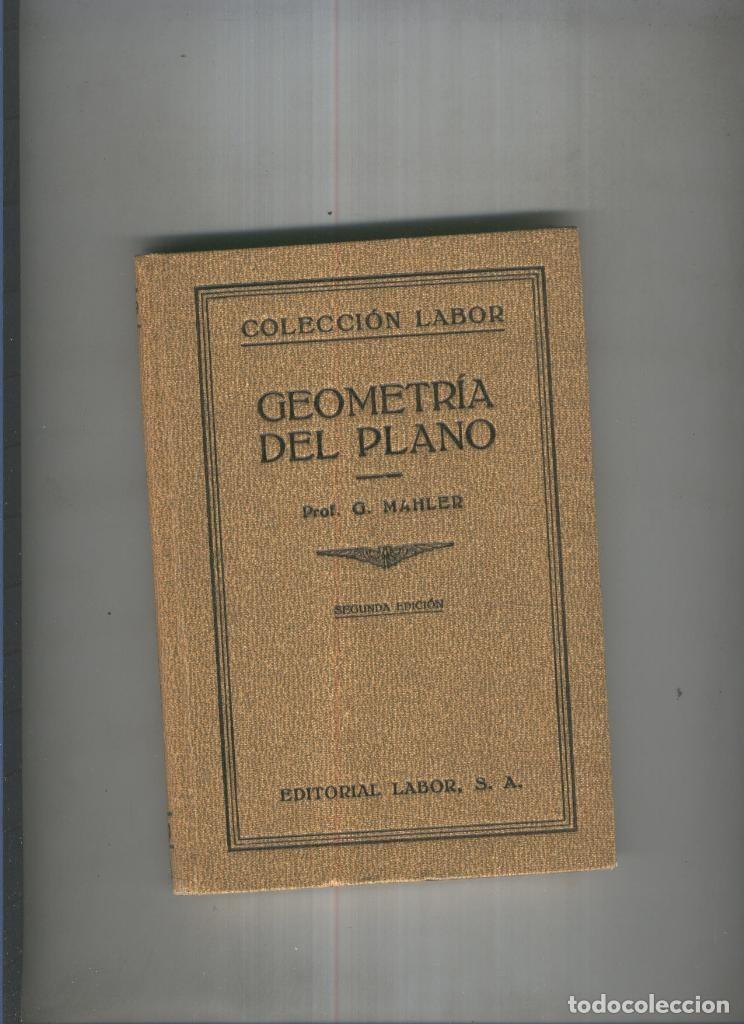 COLECCIÓN LABOR
GEOMETRÍA
DEL PLANO
Prof. G. MAHLER
SEGUNDA EDICIÓN
EDITORIAL LABOR, S. A.
todocoleccion